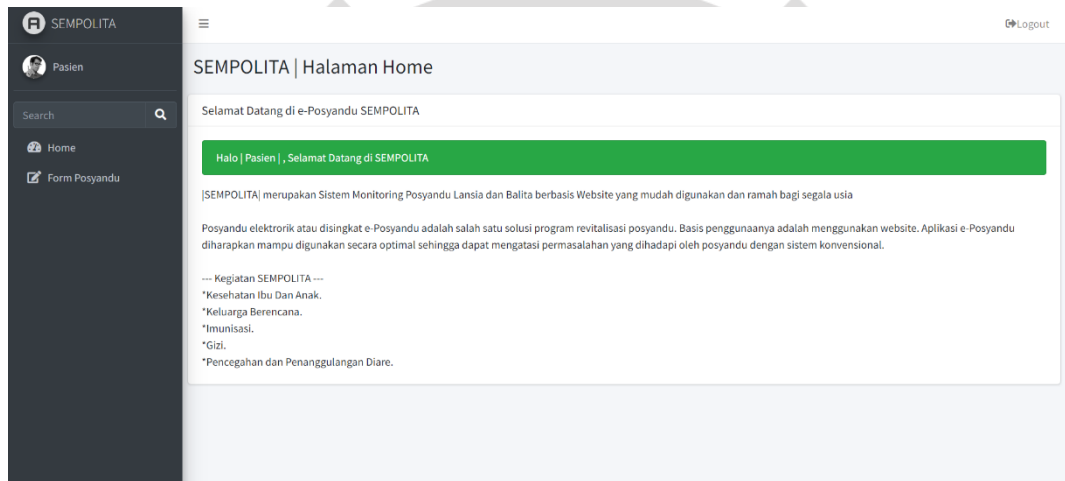 SEMPOLITA
Logout
Pasien
Search
Home
Form Posyandu
SEMPOLITA | Halaman Home
Selamat Datang di e-Posyandu SEMPOLITA
Halo | Pasien | , Selamat Datang di SEMPOLITA
|SEMPOLITA| merupakan Sistem Monitoring Posyandu Lansia dan Balita berbasis Website yang mudah digunakan dan ramah bagi segala usia
Posyandu elektrorik atau disingkat e-Posyandu adalah salah satu solusi program revitalisasi posyandu. Basis penggunaanya adalah menggunakan website. Aplikasi e-Posyandu
diharapkan mampu digunakan secara optimal sehingga dapat mengatasi permasalahan yang dihadapi oleh posyandu dengan sistem konvensional.
--- Kegiatan SEMPOLITA ---
*Kesehatan Ibu Dan Anak.
*Keluarga Berencana.
*Imunisasi.
*Gizi.
*Pencegahan dan Penanggulangan Diare.